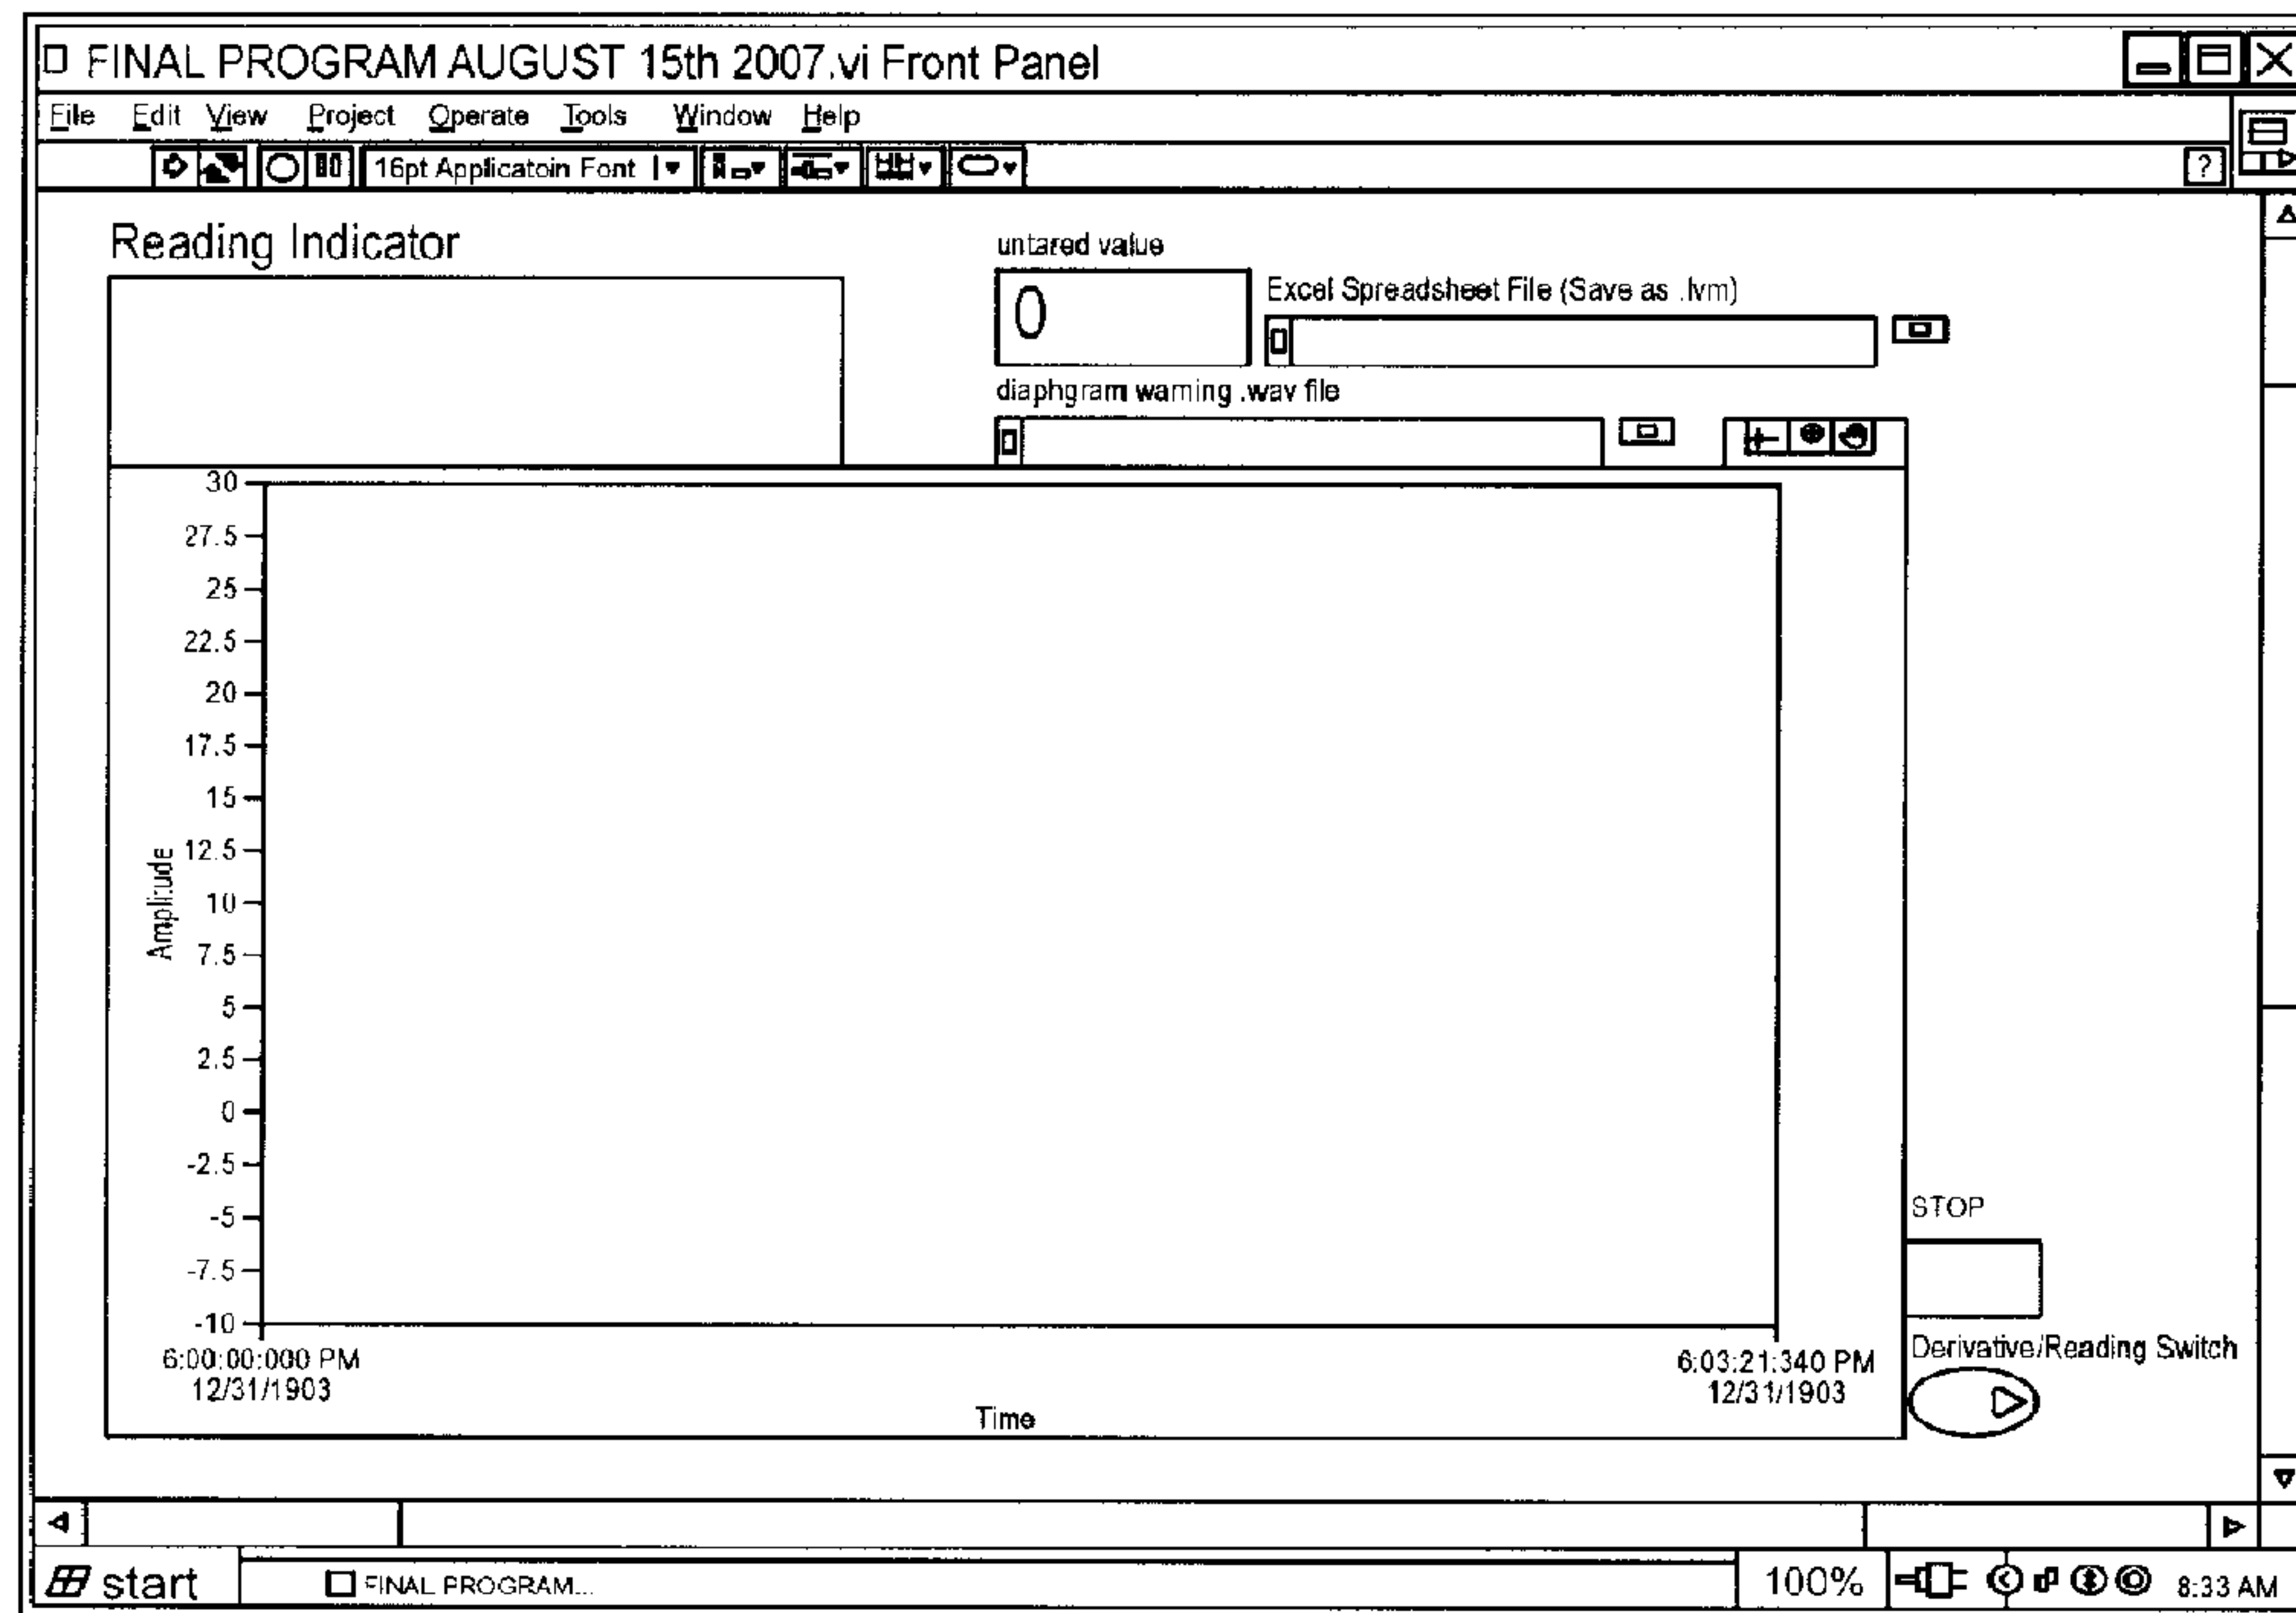 FINAL PROGRAM AUGUST 15th 2007.vi Front Panel
File Edit View Project Operate Tools Window Help
16pt Applicatoin Font
?
Reading Indicator
untared value
0
Excel Spreadsheet File (Save as .lvm)
diaphgram warning .wav file
30
27.5
25
22.5
20
17.5
15
12.5
10
7.5
5
2.5
0
-2.5
-5
-7.5
-10
Amplitude
6:00:00:000 PM
12/31/1903
6:03:21:340 PM
12/31/1903
Time
STOP
Derivative/Reading Switch
start
FINAL PROGRAM...
100%
8:33 AM